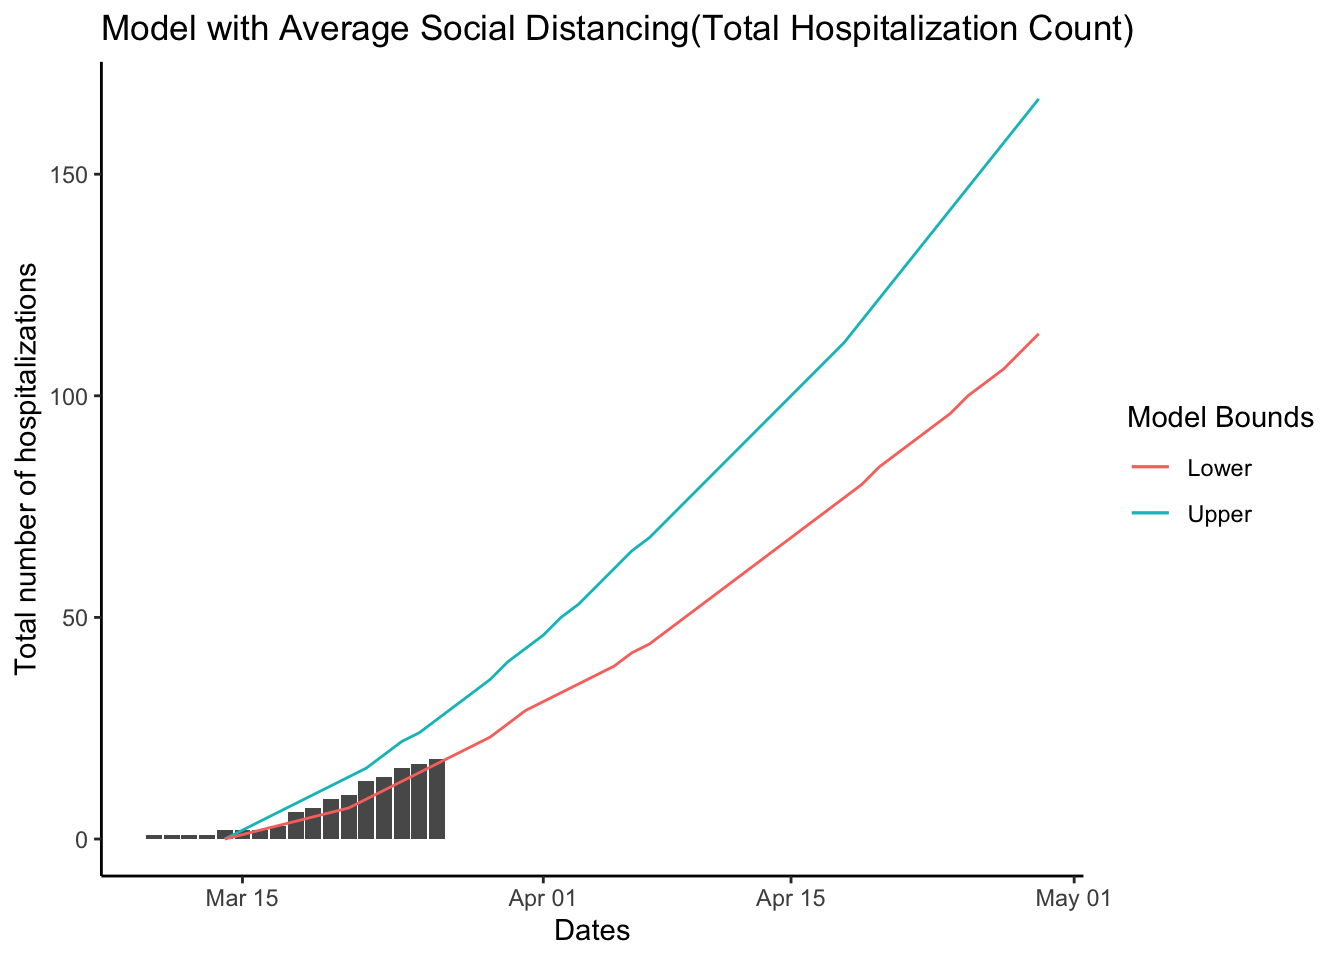 Model with Average Social Distancing(Total Hospitalization Count)
Total number of hospitalizations
150
100
50
0
Mar 15
Apr 01
Apr 15
May 01
Dates
Model Bounds
Lower
Upper